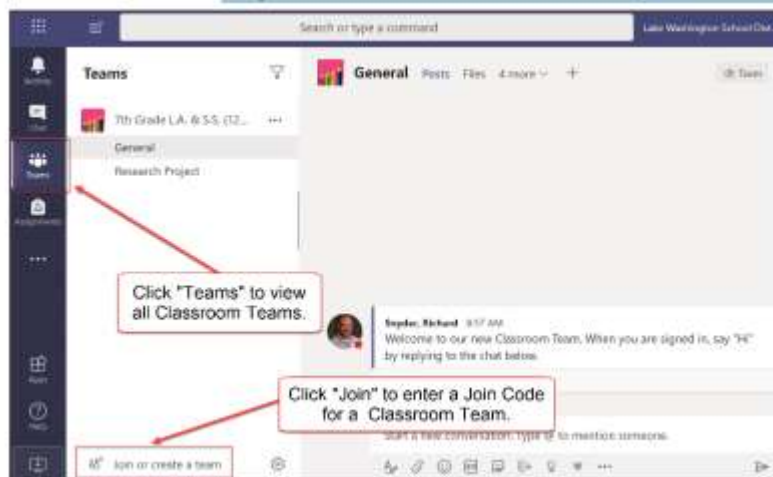 Search or type a command
Lake Washington School Dist
Activity
Teams
General Posts Files 4 more +
Team
Chat
7th Grade L.A. & S.S. (12...
General
Teams
Research Project
Assignments
Click "Teams" to view
all Classroom Teams.
Snyder, Richard 8:57 AM
Welcome to our new Classroom Team. When you are signed in, say "Hi"
by replying to the chat below.
Apps
Click "Join" to enter a Join Code
for a Classroom Team.
Help
Start a new conversation. Type @ to mention someone.
Join or create a team